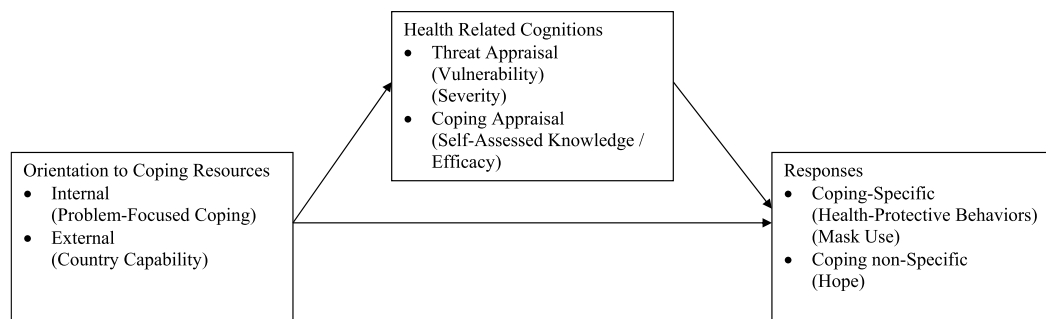 Health Related Cognitions
• Threat Appraisal
(Vulnerability)
(Severity)
• Coping Appraisal
(Self-Assessed Knowledge /
Efficacy)
Orientation to Coping Resources
• Internal
(Problem-Focused Coping)
• External
(Country Capability)
Responses
• Coping-Specific
(Health-Protective Behaviors)
(Mask Use)
• Coping non-Specific
(Hope)